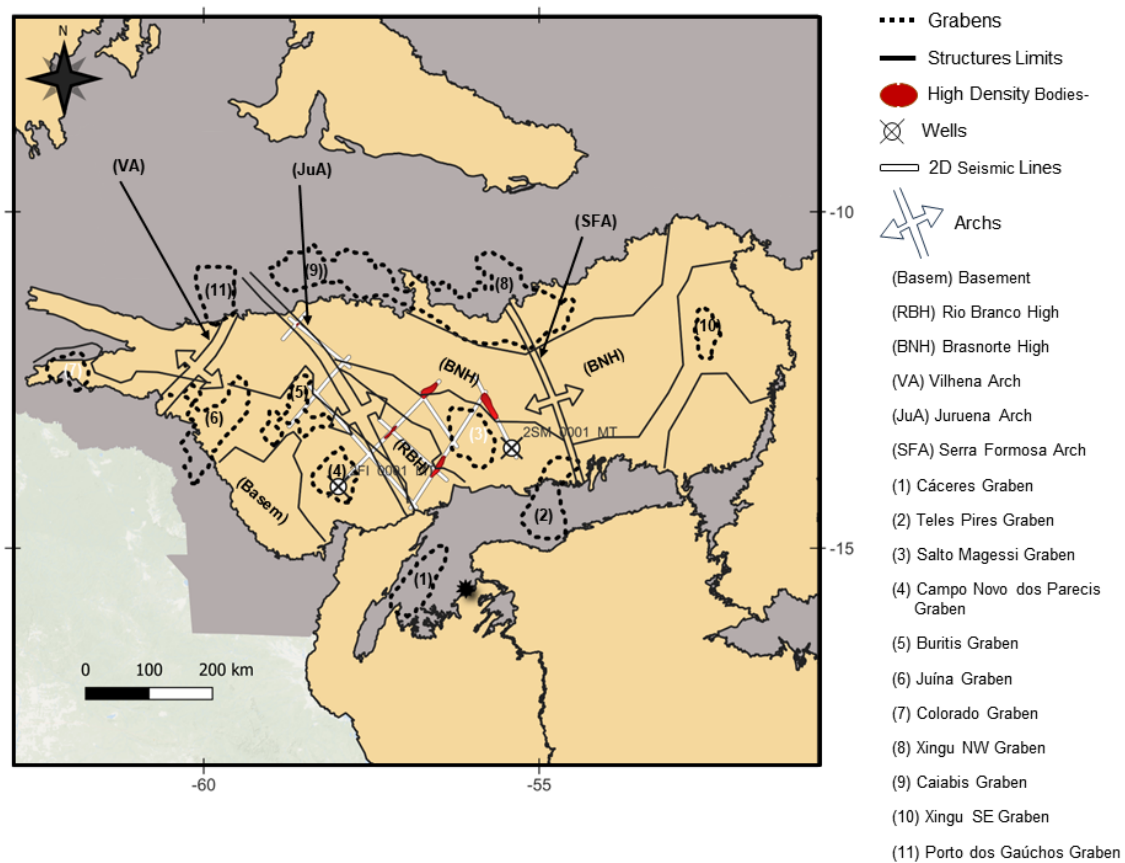 N
(VA)
(JuA)
(SFA)
(11)
(9)
(8)
(10)
(7)
(6)
(5)
(BNH)
(BNH)
(3)
2SM 0001 MT
(RBH)
(4)
2FI 0001
(Basem)
(2)
(1)
0 100 200 km
-10
-15
-60
-55
Grabens
Structures Limits
High Density Bodies-
Wells
2D Seismic Lines
Archs
(Basem) Basement
(RBH) Rio Branco High
(BNH) Brasnorte High
(VA) Vilhena Arch
(JuA) Juruena Arch
(SFA) Serra Formosa Arch
(1) Cáceres Graben
(2) Teles Pires Graben
(3) Salto Magessi Graben
(4) Campo Novo dos Parecis
Graben
(5) Buritis Graben
(6) Juína Graben
(7) Colorado Graben
(8) Xingu NW Graben
(9) Caiabis Graben
(10) Xingu SE Graben
(11) Porto dos Gaúchos Graben